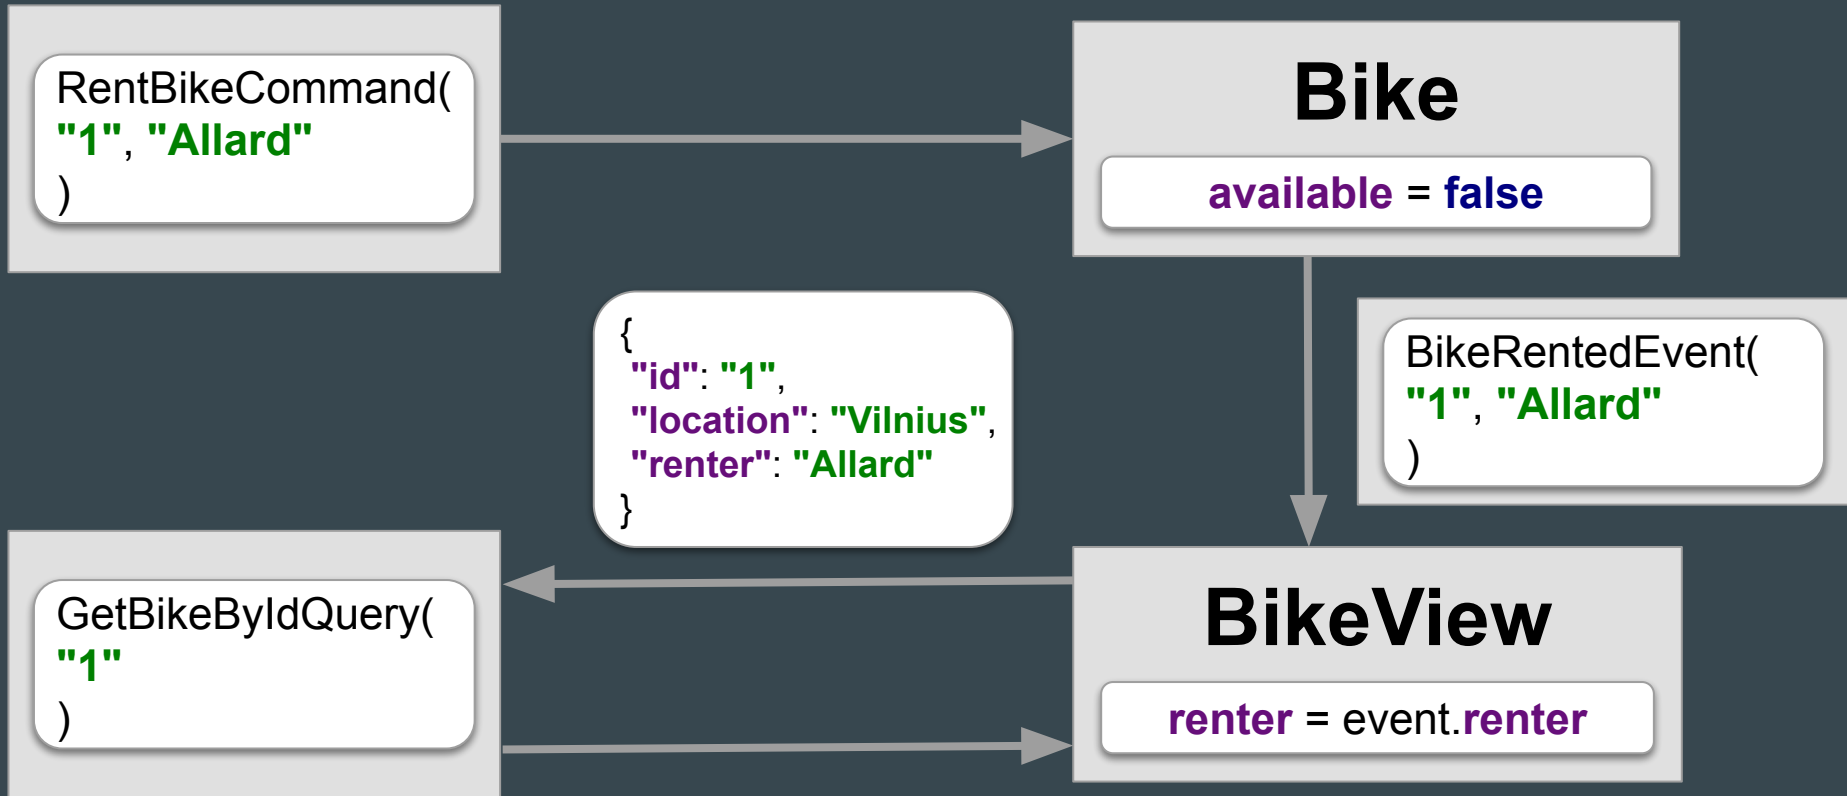 RentBikeCommand(
"1", "Allard"
)
Bike
available = false
{
"id": "1",
"location": "Vilnius",
"renter": "Allard"
}
BikeRentedEvent(
"1", "Allard"
)
GetBikeByIdQuery(
"1"
)
BikeView
renter = event.renter